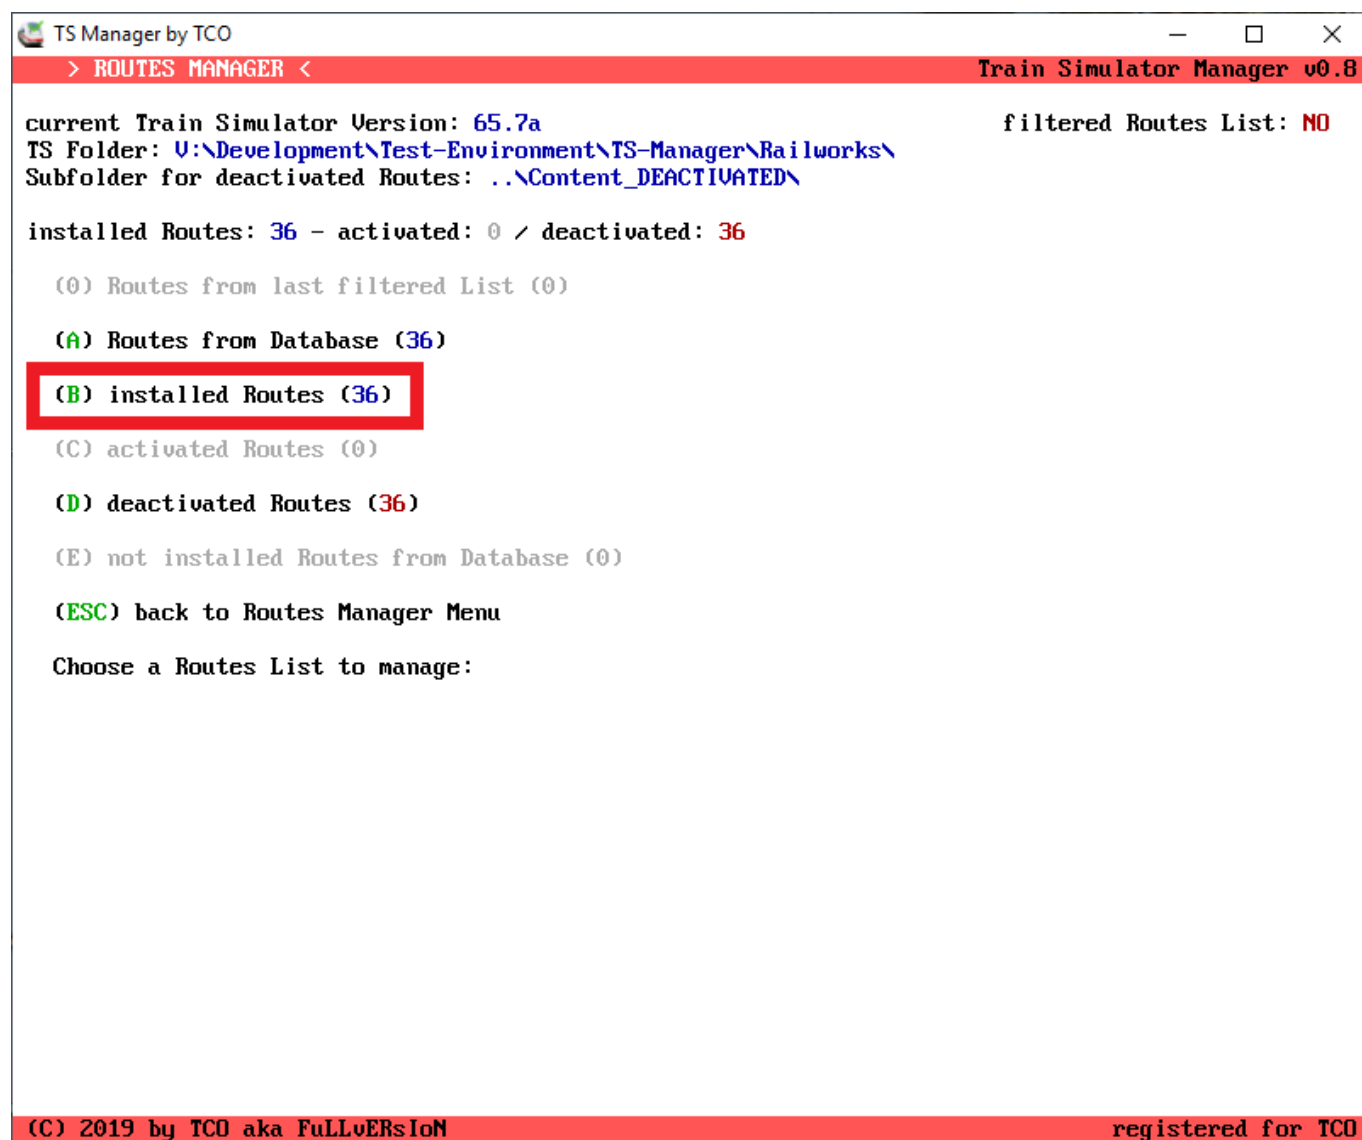 TS Manager by TCO
> ROUTES MANAGER < Train Simulator Manager v0.8
current Train Simulator Version: 65.7a filtered Routes List: NO
TS Folder: V:\Development\Test-Environment\TS-Manager\Railworks\
Subfolder for deactivated Routes: ..\Content_DEACTIVATED\
installed Routes: 36 - activated: 0 / deactivated: 36
(0) Routes from last filtered List (0)
(A) Routes from Database (36)
(B) installed Routes (36)
(C) activated Routes (0)
(D) deactivated Routes (36)
(E) not installed Routes from Database (0)
(ESC) back to Routes Manager Menu
Choose a Routes List to manage:
(C) 2019 by TCO aka FuLLvERsIoN registered for TCO